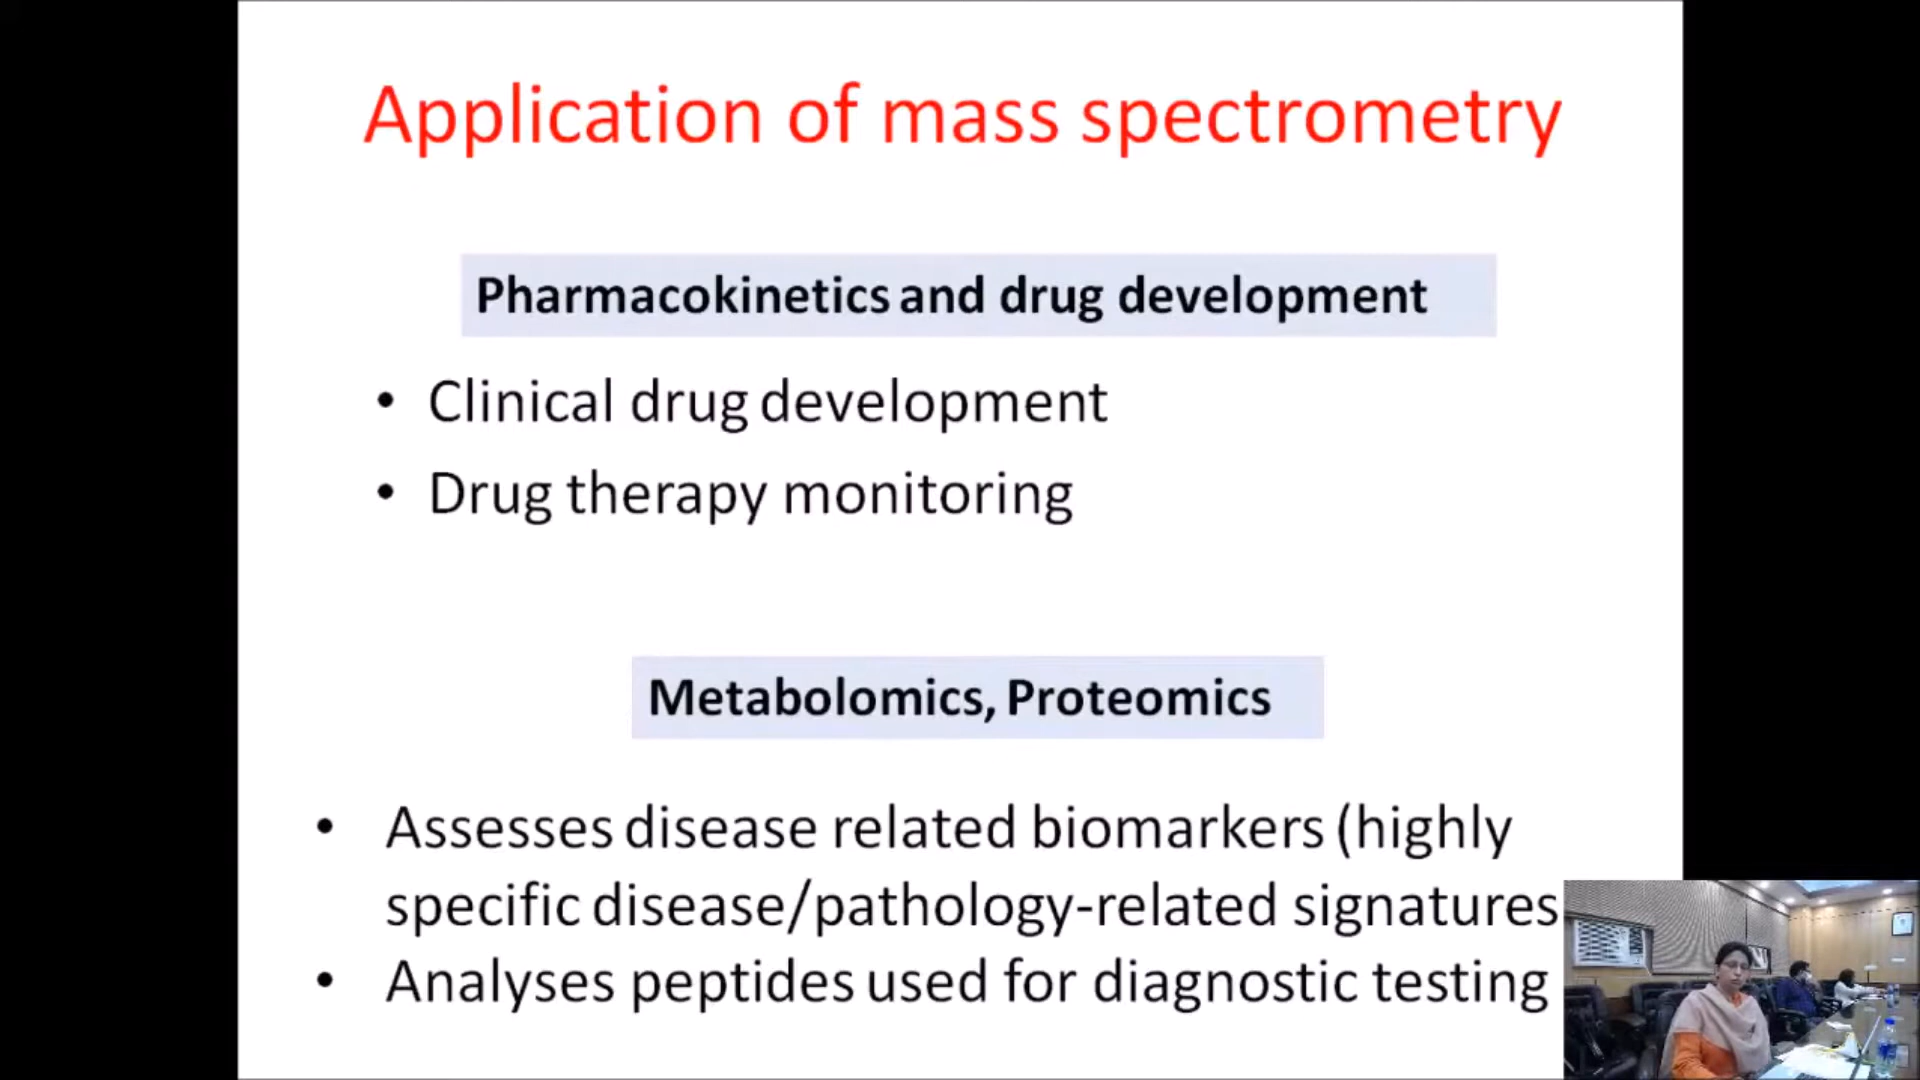 Application of mass spectrometry
Pharmacokinetics and drug development
• Clinical drug development
• Drug therapy monitoring
Metabolomics, Proteomics
• Assesses disease related biomarkers (highly
specific disease/pathology-related signatures
• Analyses peptides used for diagnostic testing